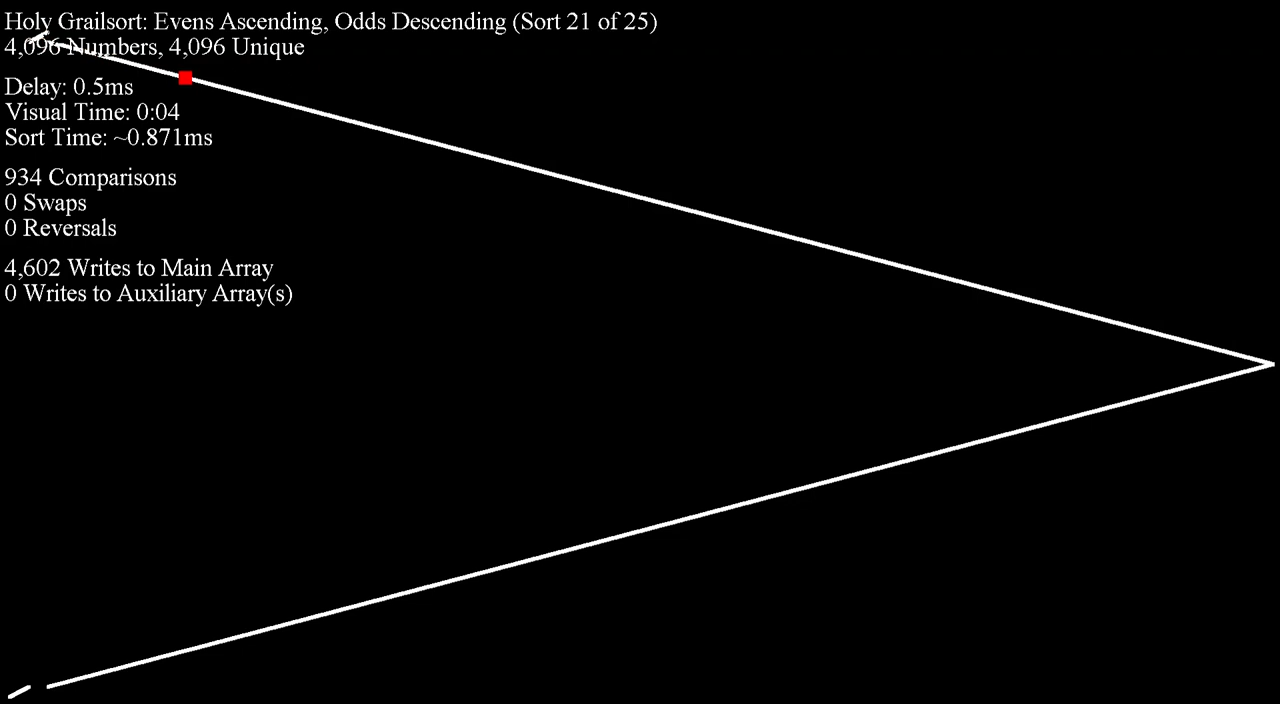 Holy Grailsort: Evens Ascending, Odds Descending (Sort 21 of 25)
4,096 Numbers, 4,096 Unique
Delay: 0.5ms
Visual Time: 0:04
Sort Time: ~0.871ms
934 Comparisons
0 Swaps
0 Reversals
4,602 Writes to Main Array
0 Writes to Auxiliary Array(s)